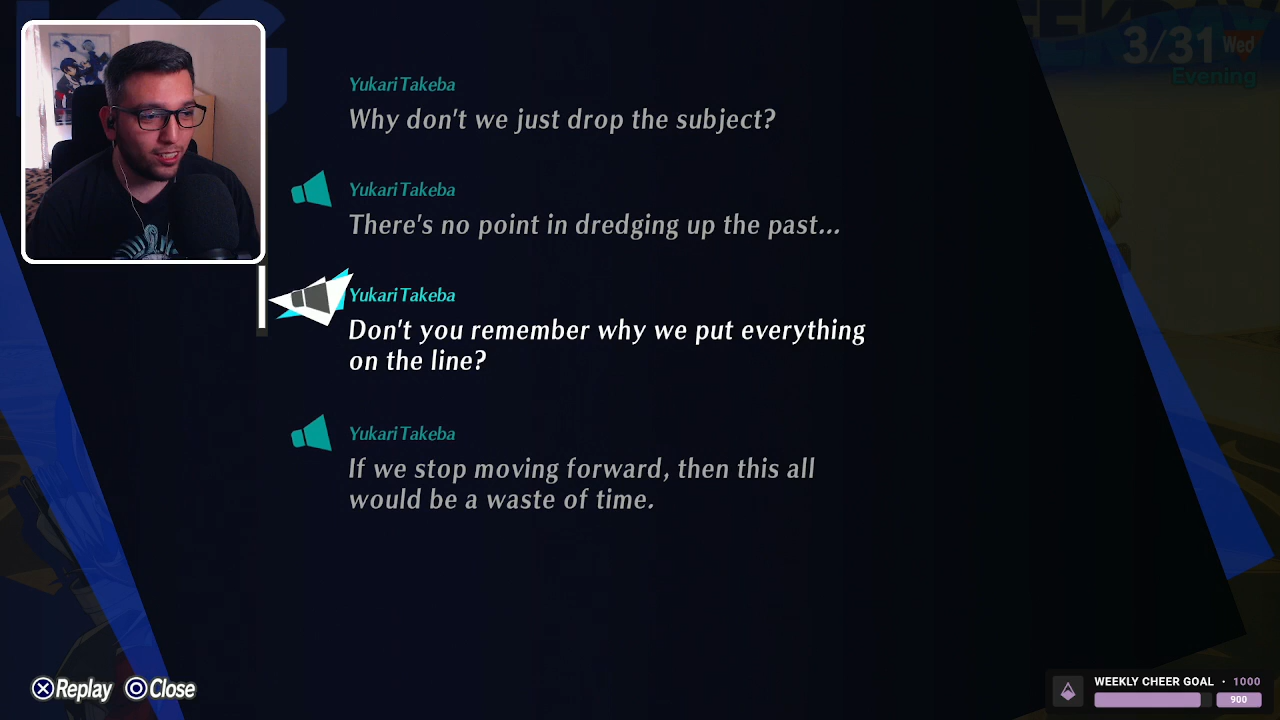 LOG
3/31 Wed
Evening
Yukari Takeba
Why don't we just drop the subject?
Yukari Takeba
There's no point in dredging up the past...
Yukari Takeba
Don't you remember why we put everything
on the line?
Yukari Takeba
If we stop moving forward, then this all
would be a waste of time.
Replay Close
WEEKLY CHEER GOAL · 1000
900